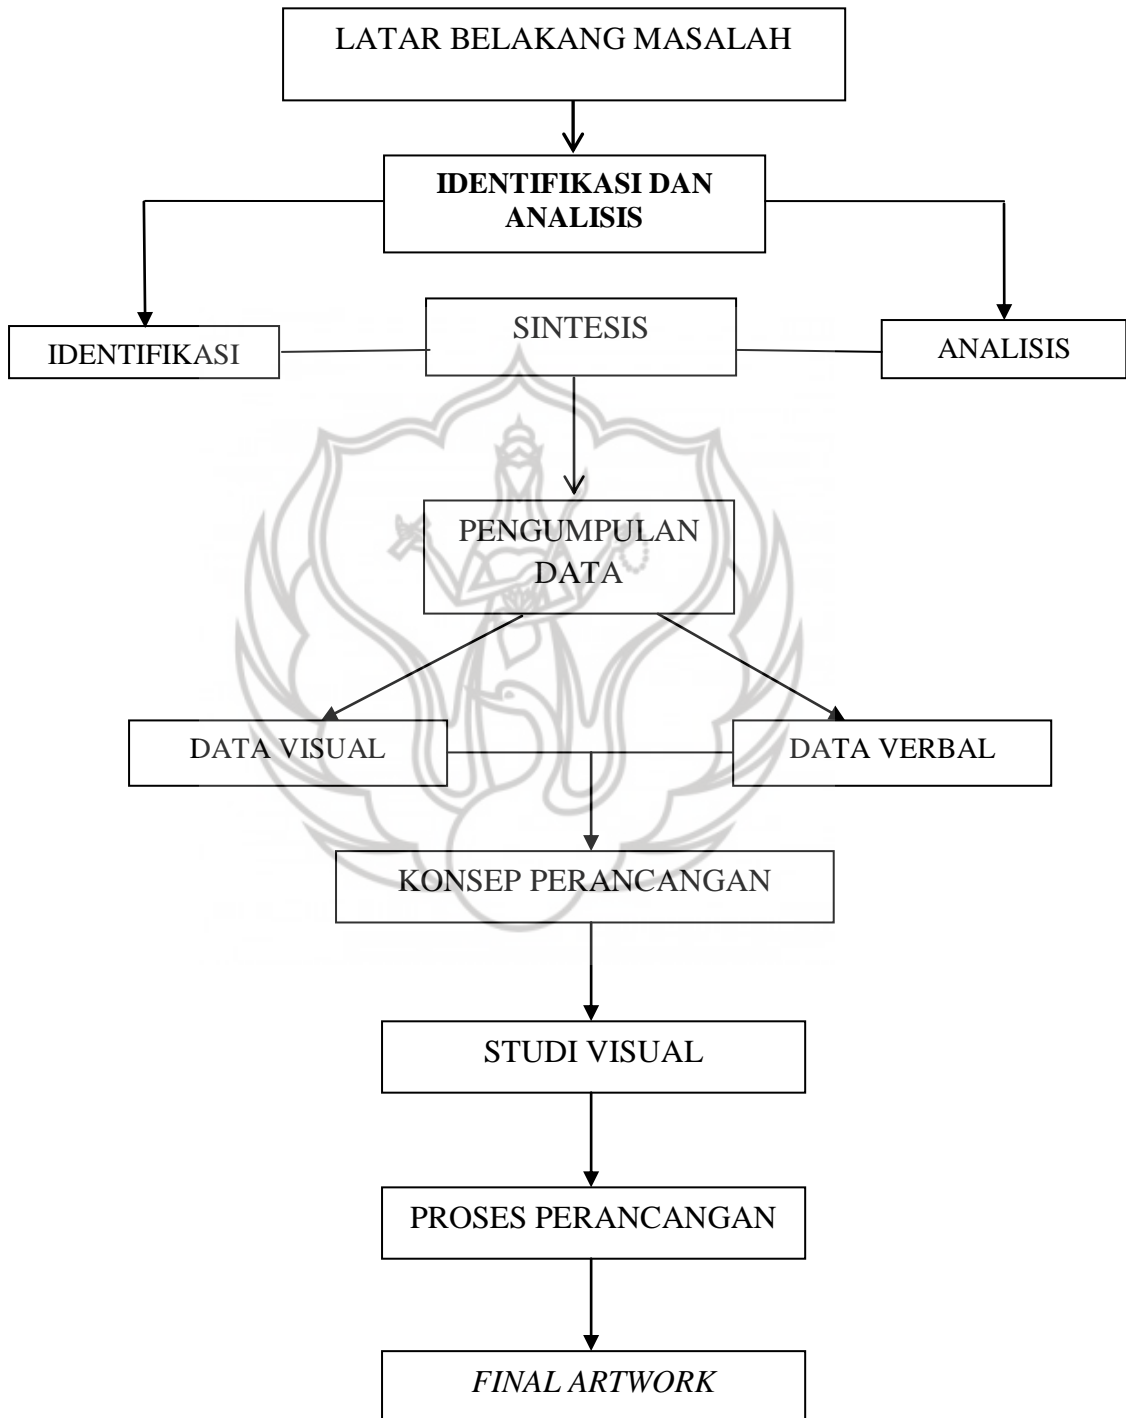 LATAR BELAKANG MASALAH
IDENTIFIKASI DAN
ANALISIS
IDENTIFIKASI
SINTESIS
ANALISIS
PENGUMPULAN
DATA
DATA VISUAL
DATA VERBAL
KONSEP PERANCANGAN
STUDI VISUAL
PROSES PERANCANGAN
FINAL ARTWORK